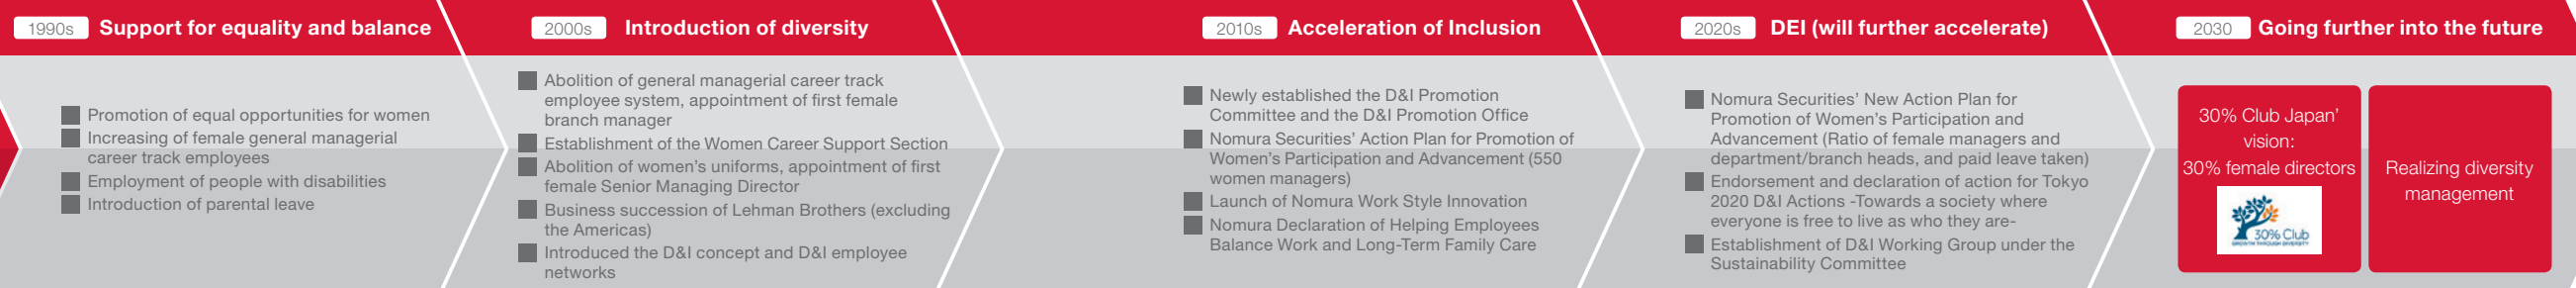 1990s Support for equality and balance
Promotion of equal opportunities for women
Increasing of female general managerial
career track employees
Employment of people with disabilities
Introduction of parental leave
2000s Introduction of diversity
Abolition of general managerial career track
employee system, appointment of first female
branch manager
Establishment of the Women Career Support Section
Abolition of women's uniforms, appointment of first
female Senior Managing Director
Business succession of Lehman Brothers (excluding
the Americas)
Introduced the D&I concept and D&I employee
networks
2010s Acceleration of Inclusion
Newly established the D&I Promotion
Committee and the D&I Promotion Office
Nomura Securities' Action Plan for Promotion of
Women's Participation and Advancement (550
women managers)
Launch of Nomura Work Style Innovation
Nomura Declaration of Helping Employees
Balance Work and Long-Term Family Care
2020s DEI (will further accelerate)
Nomura Securities' New Action Plan for
Promotion of Women's Participation and
Advancement (Ratio of female managers and
department/branch heads, and paid leave taken)
Endorsement and declaration of action for Tokyo
2020 D&I Actions -Towards a society where
everyone is free to live as who they are-
Establishment of D&I Working Group under the
Sustainability Committee
2030 Going further into the future
30% Club Japan'
vision:
30% female directors
30% Club
GROWTH THROUGH DIVERSITY
Realizing diversity
management